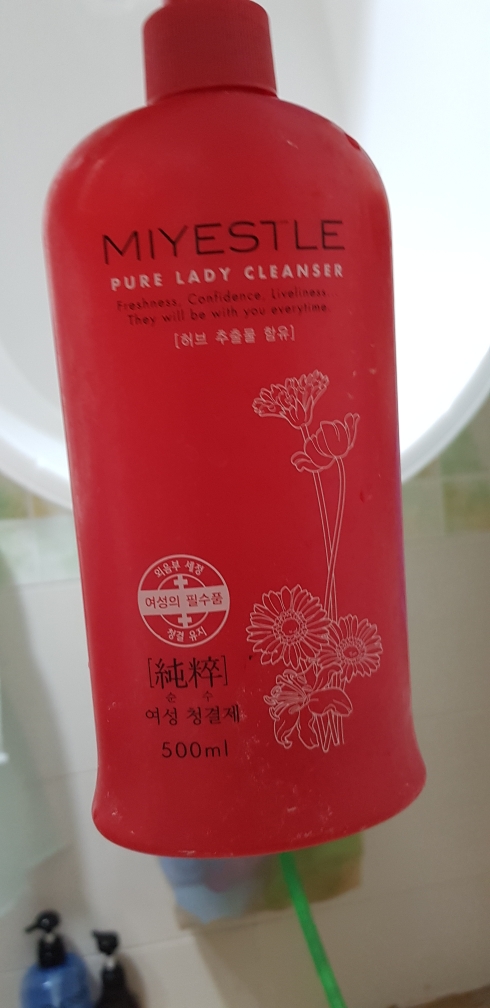 MIYESTLE
PURE LADY CLEANSER
Freshness. Confidence. Liveliness.
They will be with you everytime.
[허브 추출물 함유]
외음부 세정
여성의 필수품
청결 유지
[純粹]
순 수
여성 청결제
500ml